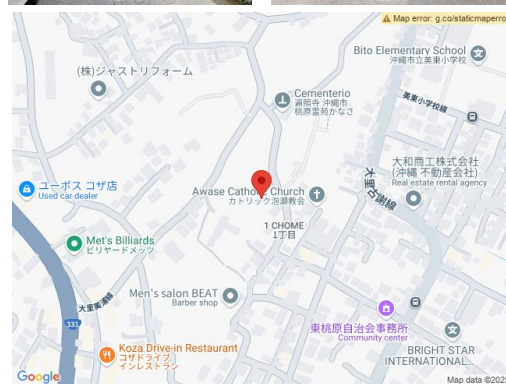 Map error: g.co/staticmaperro
Bito Elementary School
沖縄市立美東小学校
(株)ジャストリフォーム
Cementerio
遍照寺 沖縄市
桃原霊苑かなさ
美東小学校線
大和商工株式会社
(沖縄 不動産会社)
Real estate rental agency
ユーポス コザ店
Used car dealer
Awase Catholic Church
カトリック泡瀬教会
大里古謝線
1 CHOME
1丁目
Met's Billiards
ビリヤードメッツ
Men's salon BEAT
Barber shop
大里美浦線
331
東桃原自治会事務所
Community center
Koza Drive-in Restaurant
コザドライブ
インレストラン
BRIGHT STAR
INTERNATIONAL...
Google
Map data ©202